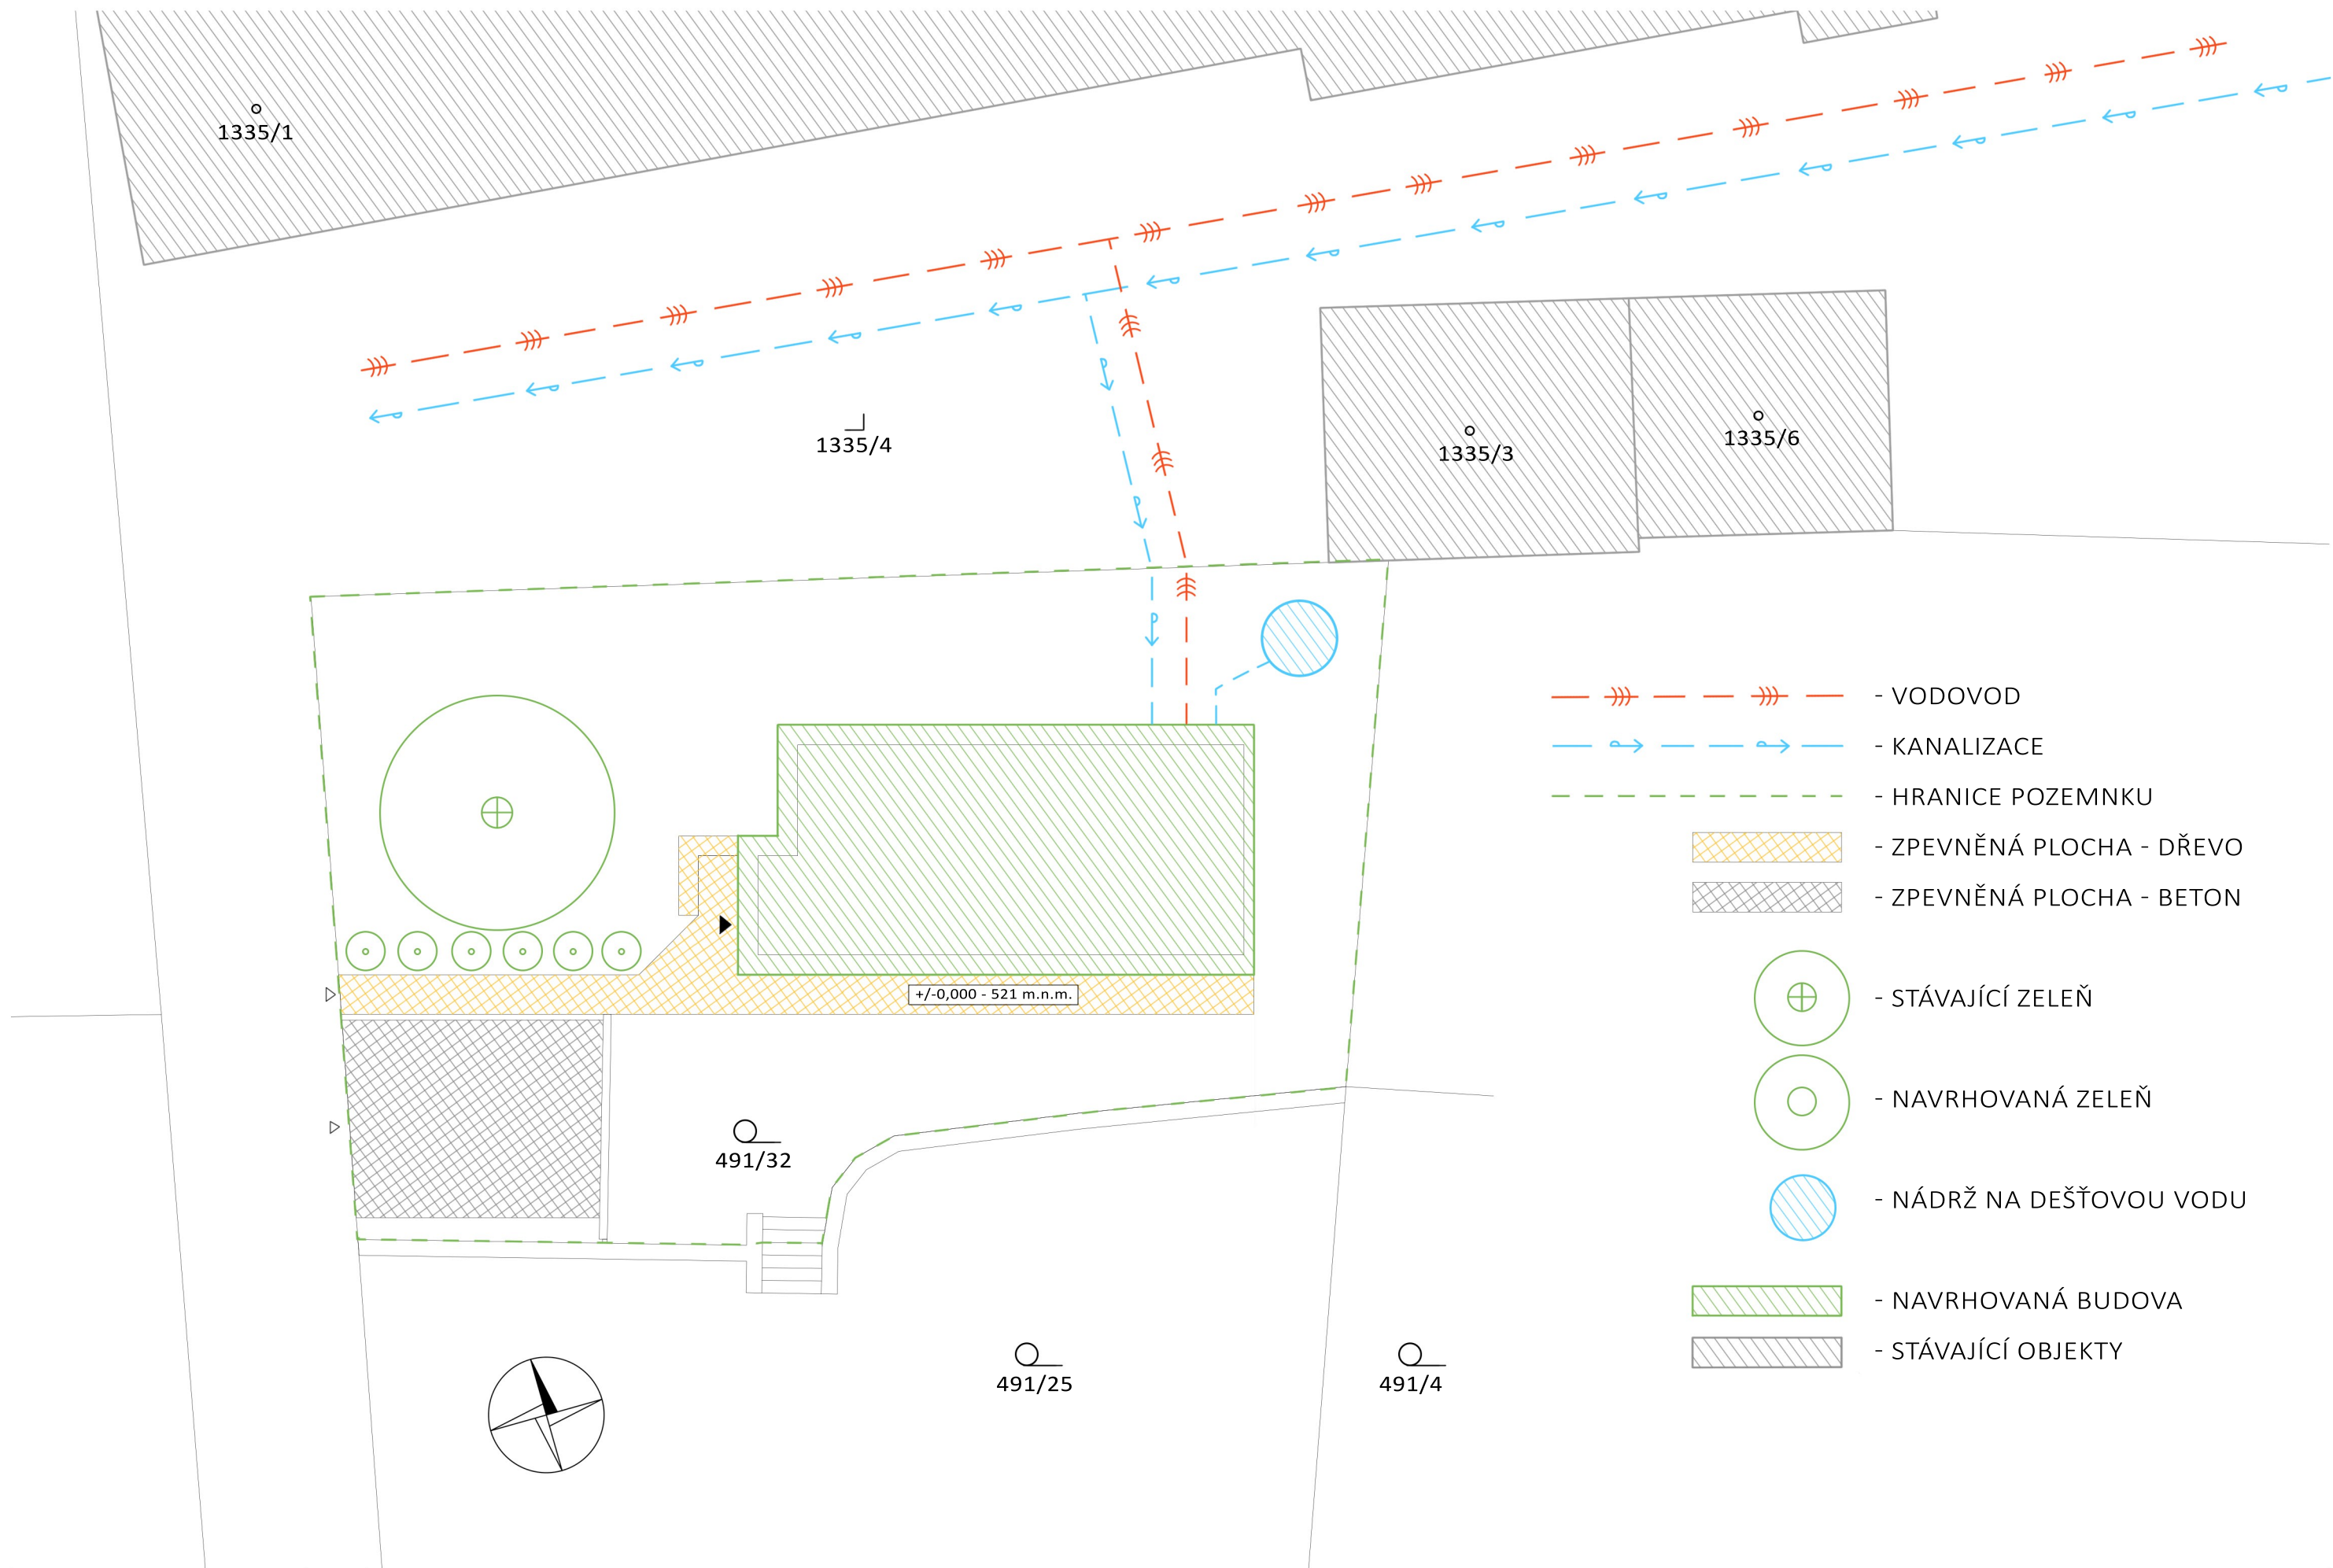 1335/1
1335/4
1335/3
1335/6
- VODOVOD
- KANALIZACE
- HRANICE POZEMNKU
- ZPEVNĚNÁ PLOCHA - DŘEVO
- ZPEVNĚNÁ PLOCHA - BETON
- STÁVAJÍCÍ ZELEŇ
+/-0,000 - 521 m.n.m.
- NAVRHOVANÁ ZELEŇ
491/32
- NÁDRŽ NA DEŠŤOVOU VODU
- NAVRHOVANÁ BUDOVA
- STÁVAJÍCÍ OBJEKTY
491/25
491/4